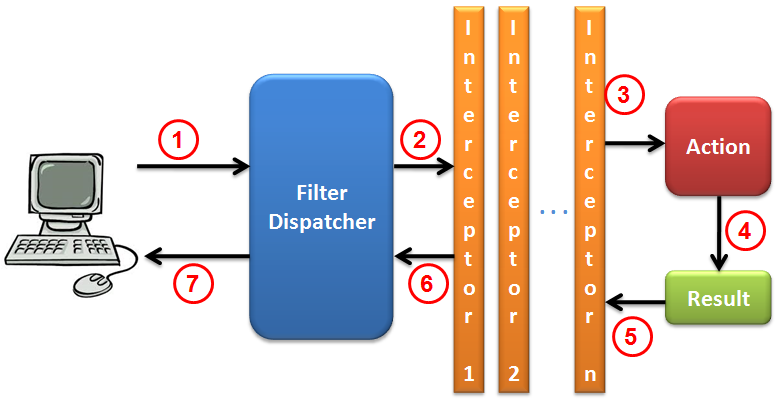 1
Filter
Dispatcher
2
Interceptor 1
Interceptor 2
...
Interceptor n
3
Action
4
Result
5
6
7